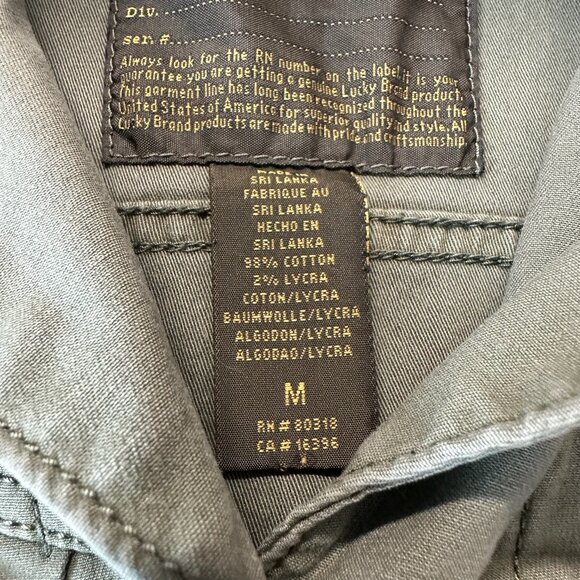 Div.
ser. #
Always look for the RN number on the label, it is your
guarantee you are getting a genuine Lucky Brand product.
This garment line has long been recognized throughout the
United States of America for superior quality and style. All
Lucky Brand products are made with pride and craftsmanship.
SRI LANKA
FABRIQUE AU
SRI LANKA
HECHO EN
SRI LANKA
98% COTTON
2% LYCRA
COTON/LYCRA
BAUMWOLLE/LYCRA
ALGODON/LYCRA
ALGODAO/LYCRA
M
RN # 80318
CA # 16396